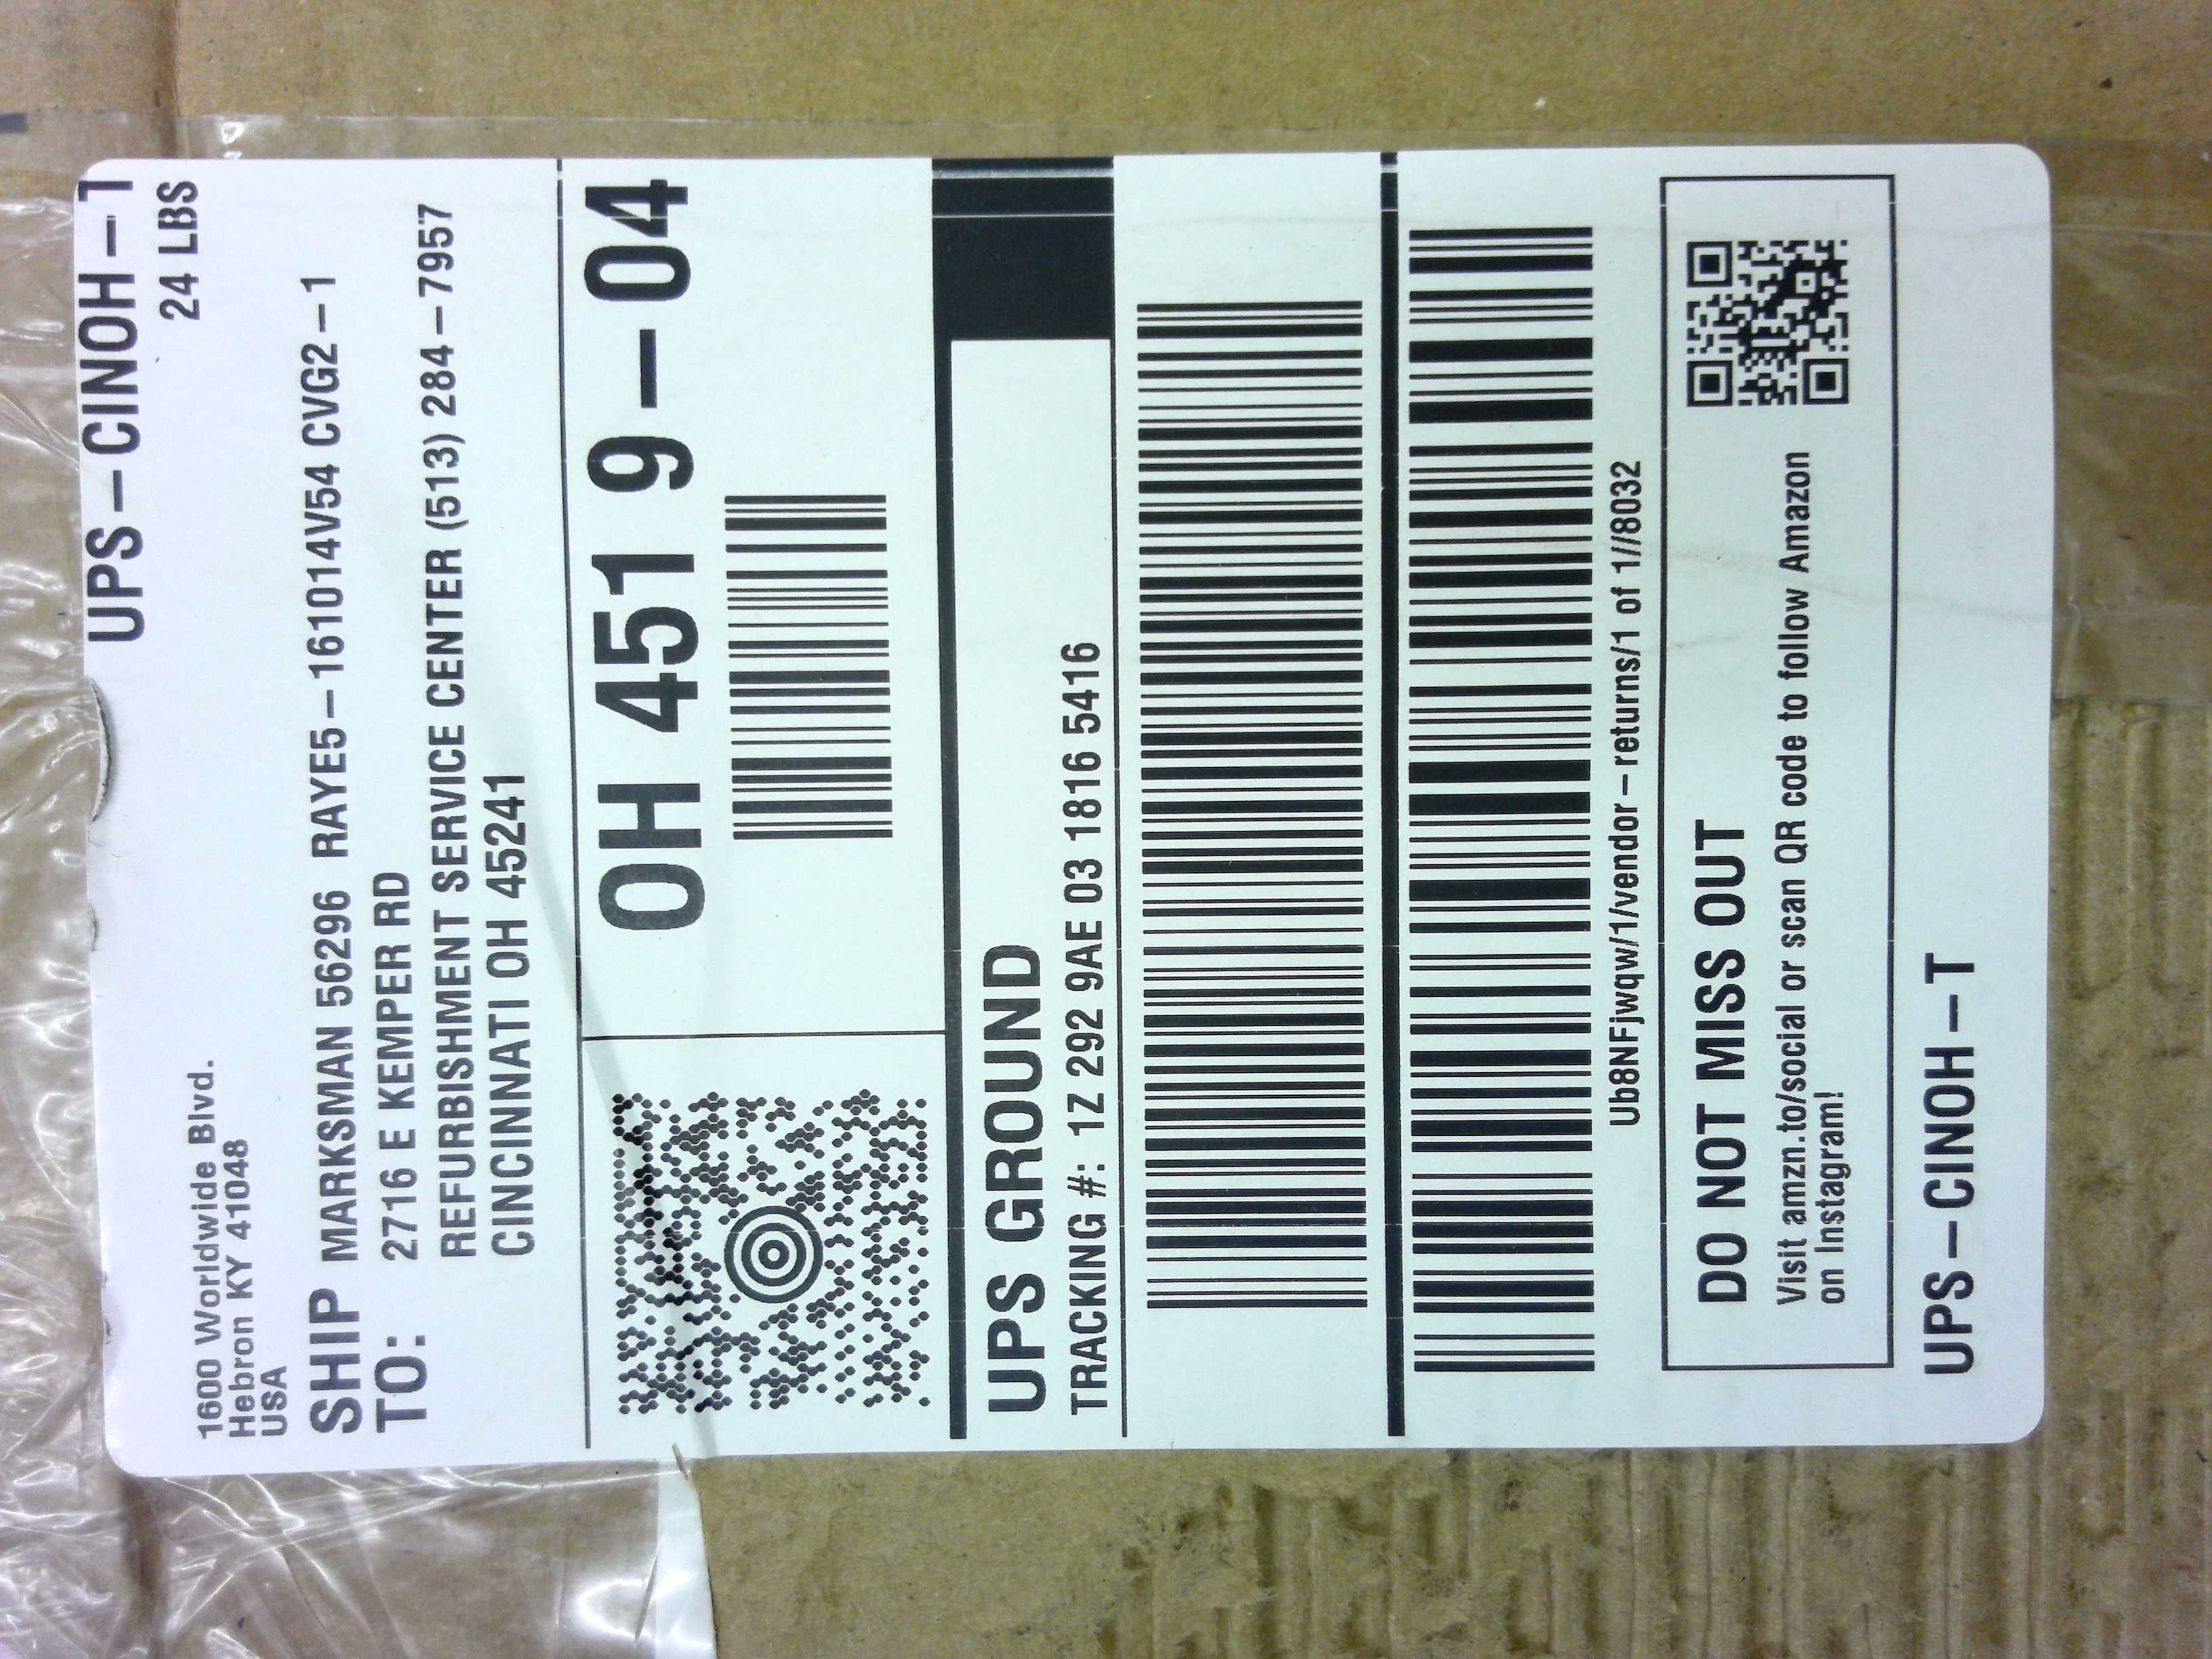 UPS-CINOH-T
24 LBS
1600 Worldwide Blvd.
Hebron KY 41048
USA
SHIP TO:
MARKSMAN 56296 RAYE5-161014V54 CVG2-1
2716 E KEMPER RD
REFURBISHMENT SERVICE CENTER (513) 284-7957
CINCINNATI OH 45241
OH 451 9-04
UPS GROUND
TRACKING #: 1Z 292 9AE 03 1816 5416
Ub8NFjwqw/1/vendor-returns/1 of 1//8032
DO NOT MISS OUT
Visit amzn.to/social or scan QR code to follow Amazon
on Instagram!
UPS-CINOH-T